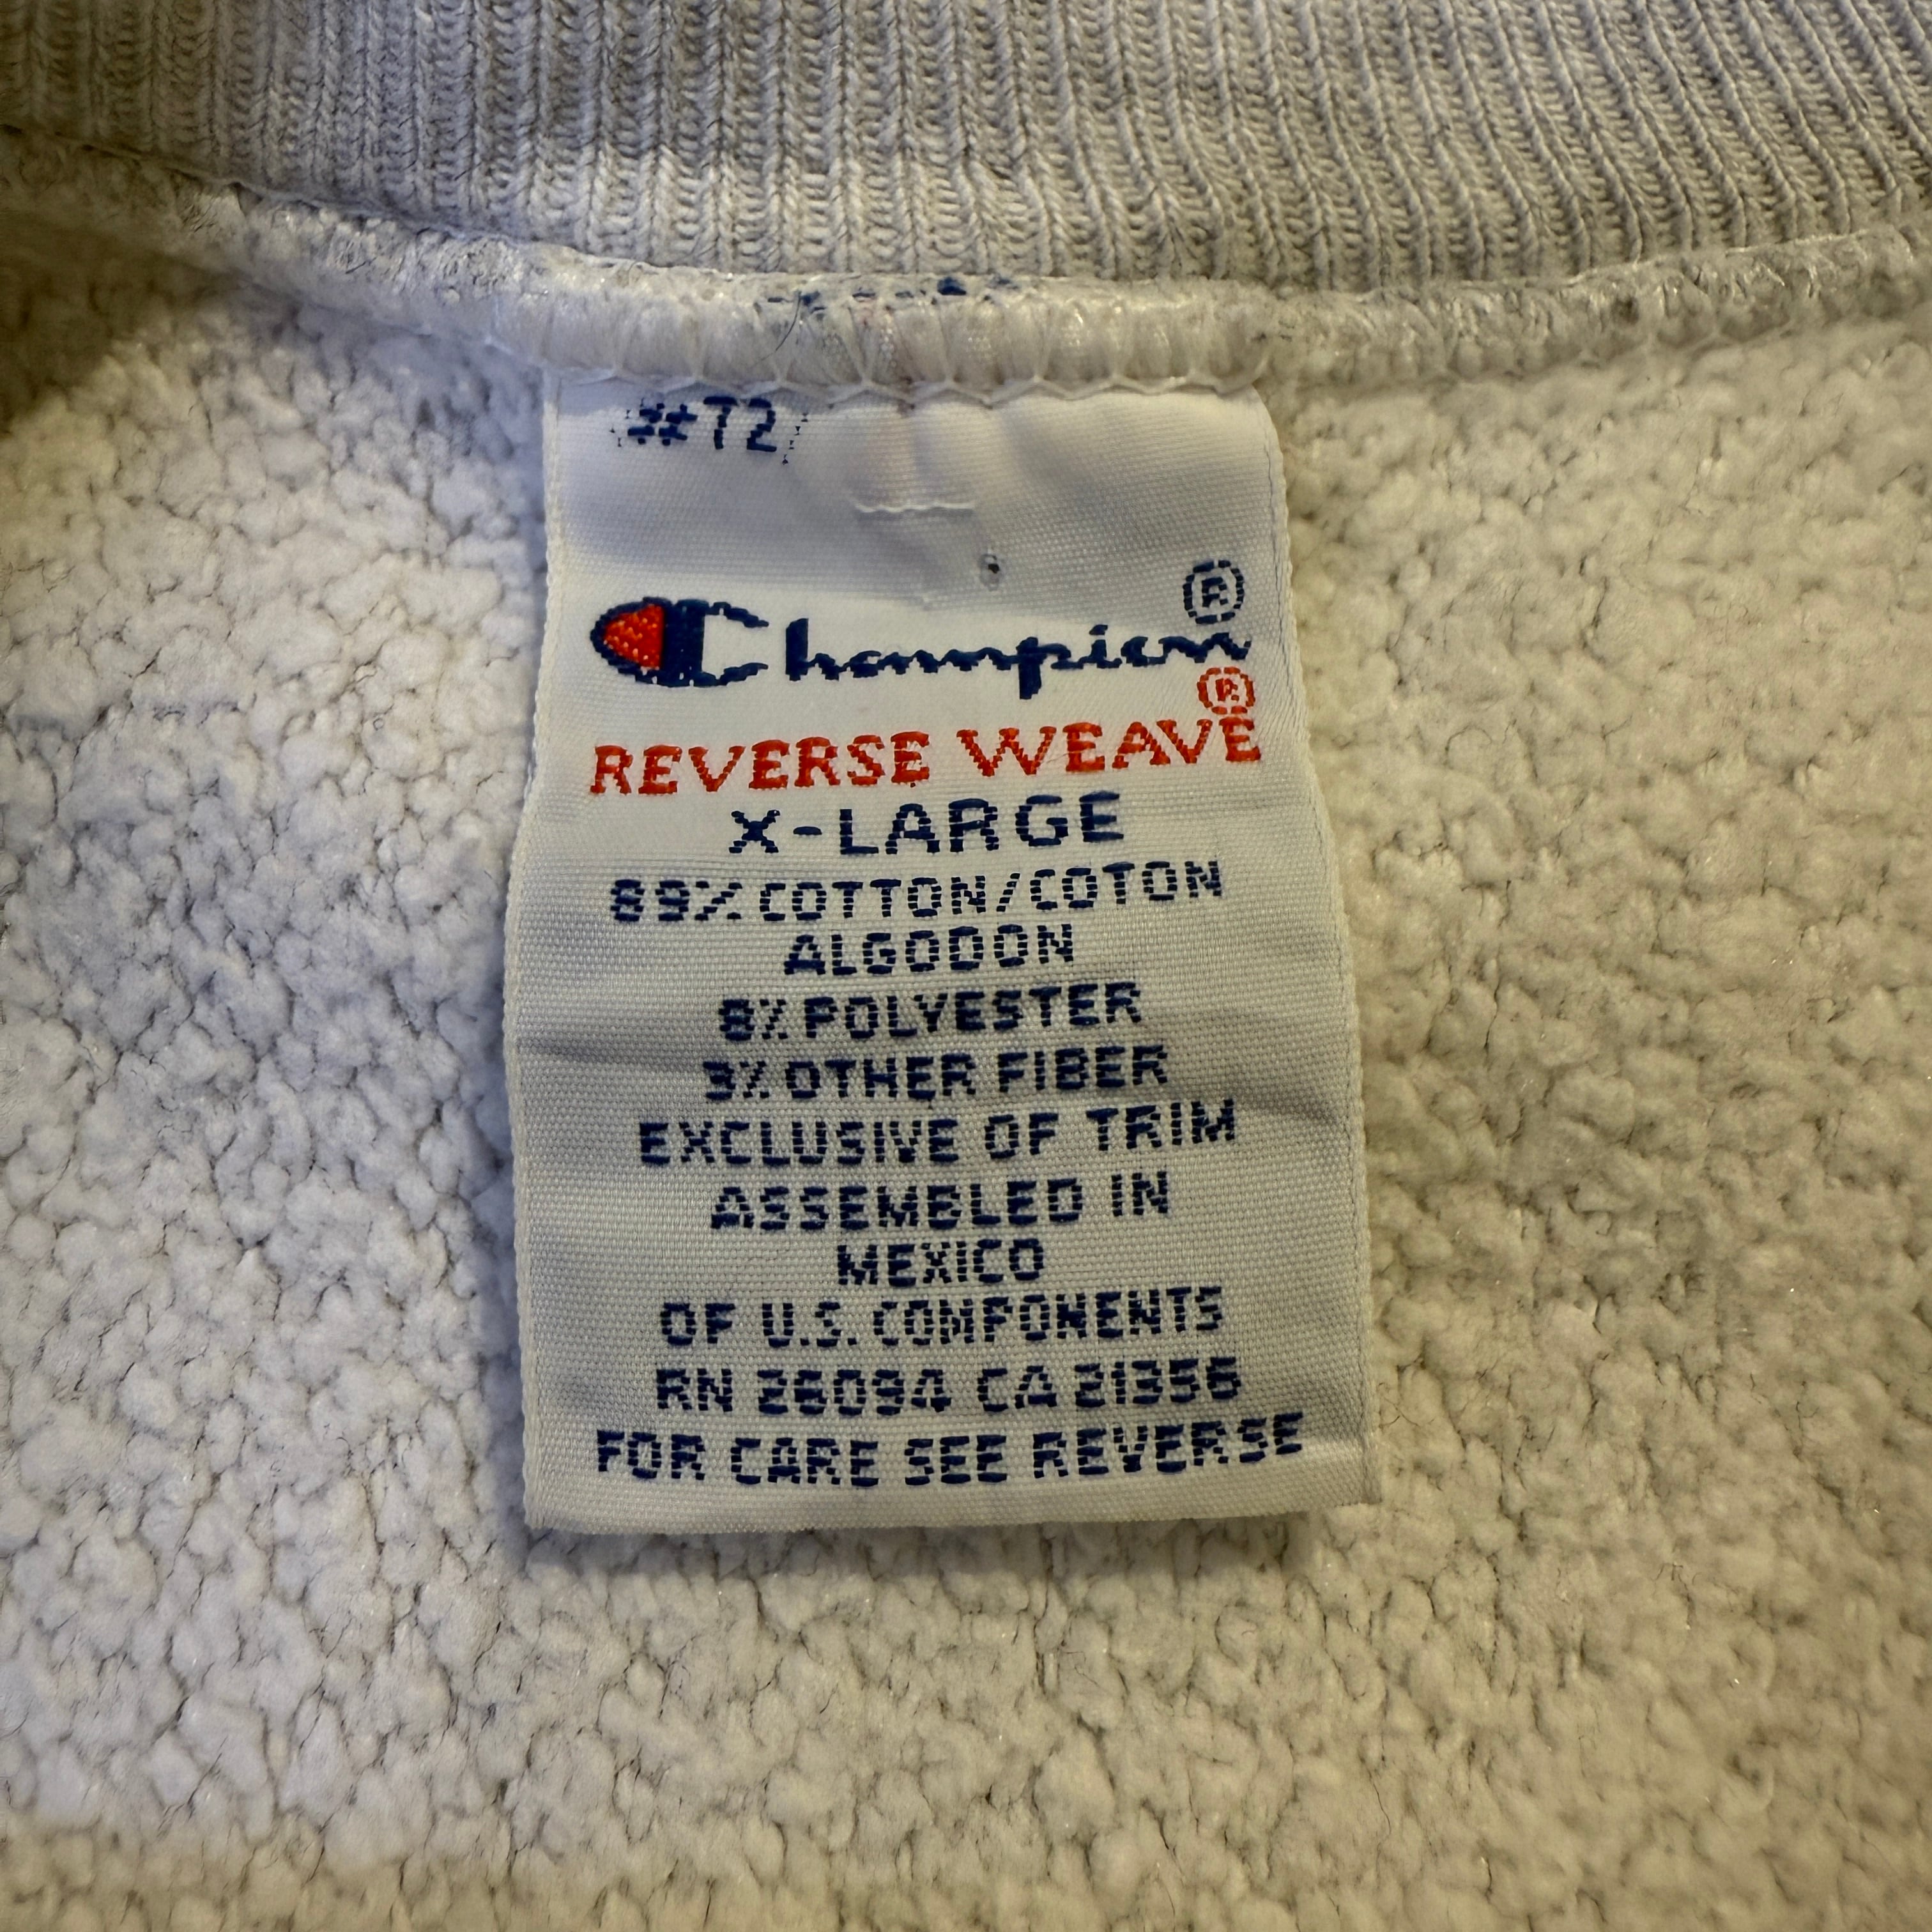 #72
Champion®
REVERSE WEAVE®
X-LARGE
89% COTTON/COTON
ALGODON
8% POLYESTER
3% OTHER FIBER
EXCLUSIVE OF TRIM
ASSEMBLED IN
MEXICO
OF U.S. COMPONENTS
RN 26094 CA 21356
FOR CARE SEE REVERSE